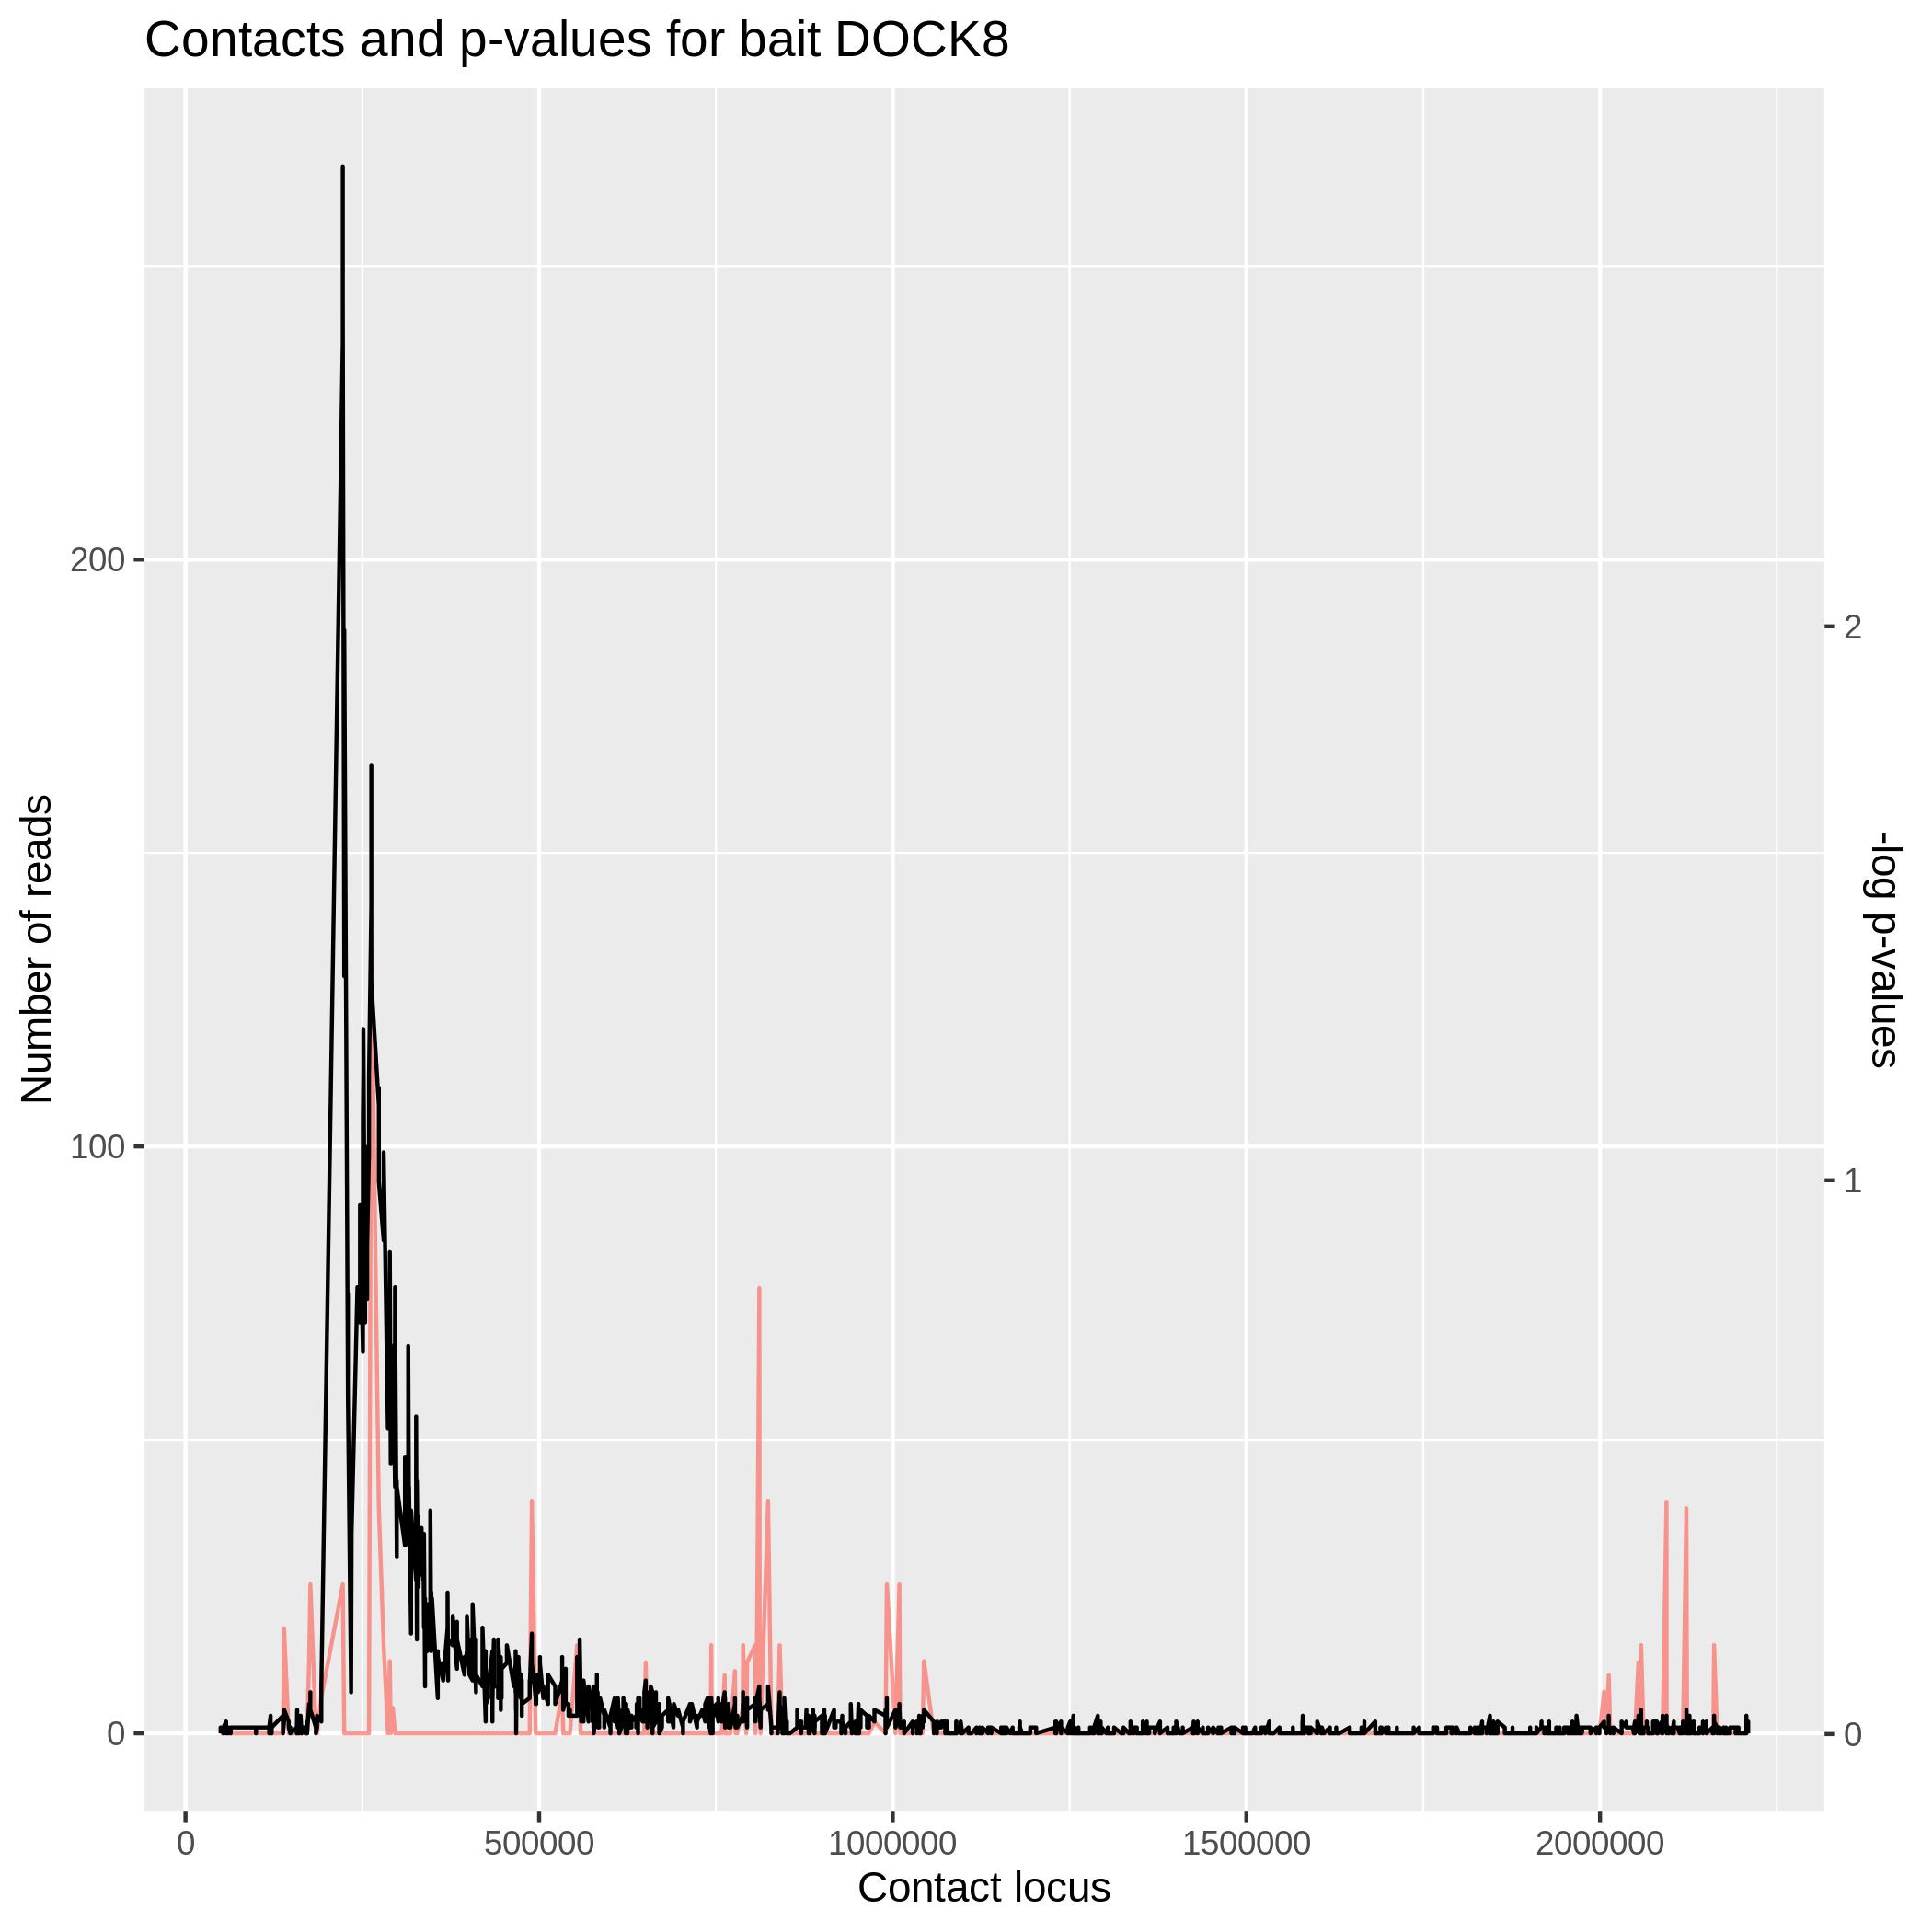 Contacts and p-values for bait DOCK8
Number of reads
200
100
0
2
1
0
-log p-values
0 500000 1000000 1500000 2000000
Contact locus